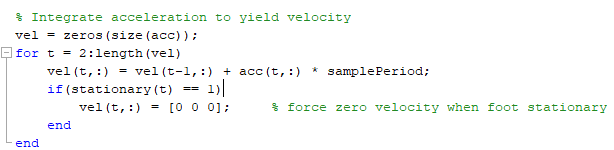 % Integrate acceleration to yield velocity
vel = zeros(size(acc));
for t = 2:length(vel)
vel(t,:) = vel(t-1,:) + acc(t,:) * samplePeriod;
if(stationary(t) == 1)
vel(t,:) = [0 0 0]; % force zero velocity when foot stationary
end
end